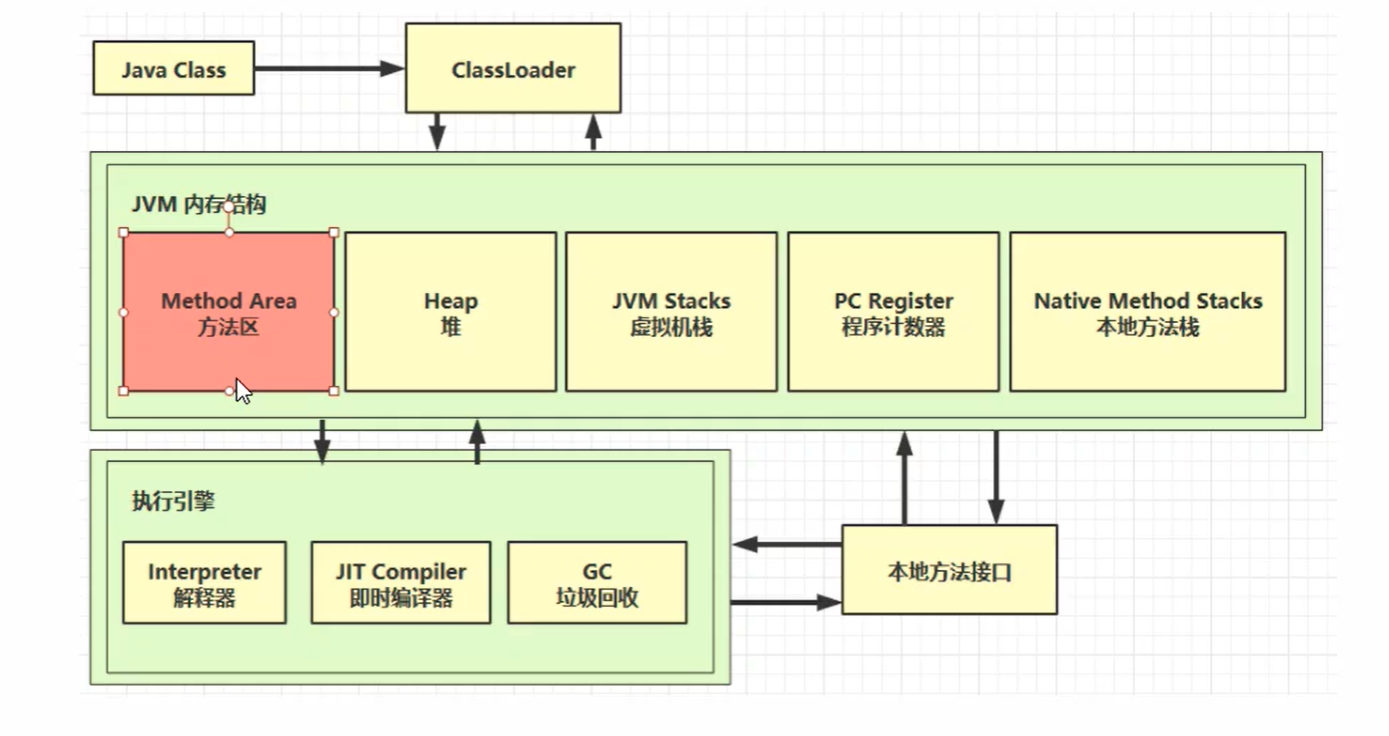 Java Class
ClassLoader
JVM 内存结构
Method Area
方法区
Heap
堆
JVM Stacks
虚拟机栈
PC Register
程序计数器
Native Method Stacks
本地方法栈
执行引擎
Interpreter
解释器
JIT Compiler
即时编译器
GC
垃圾回收
本地方法接口